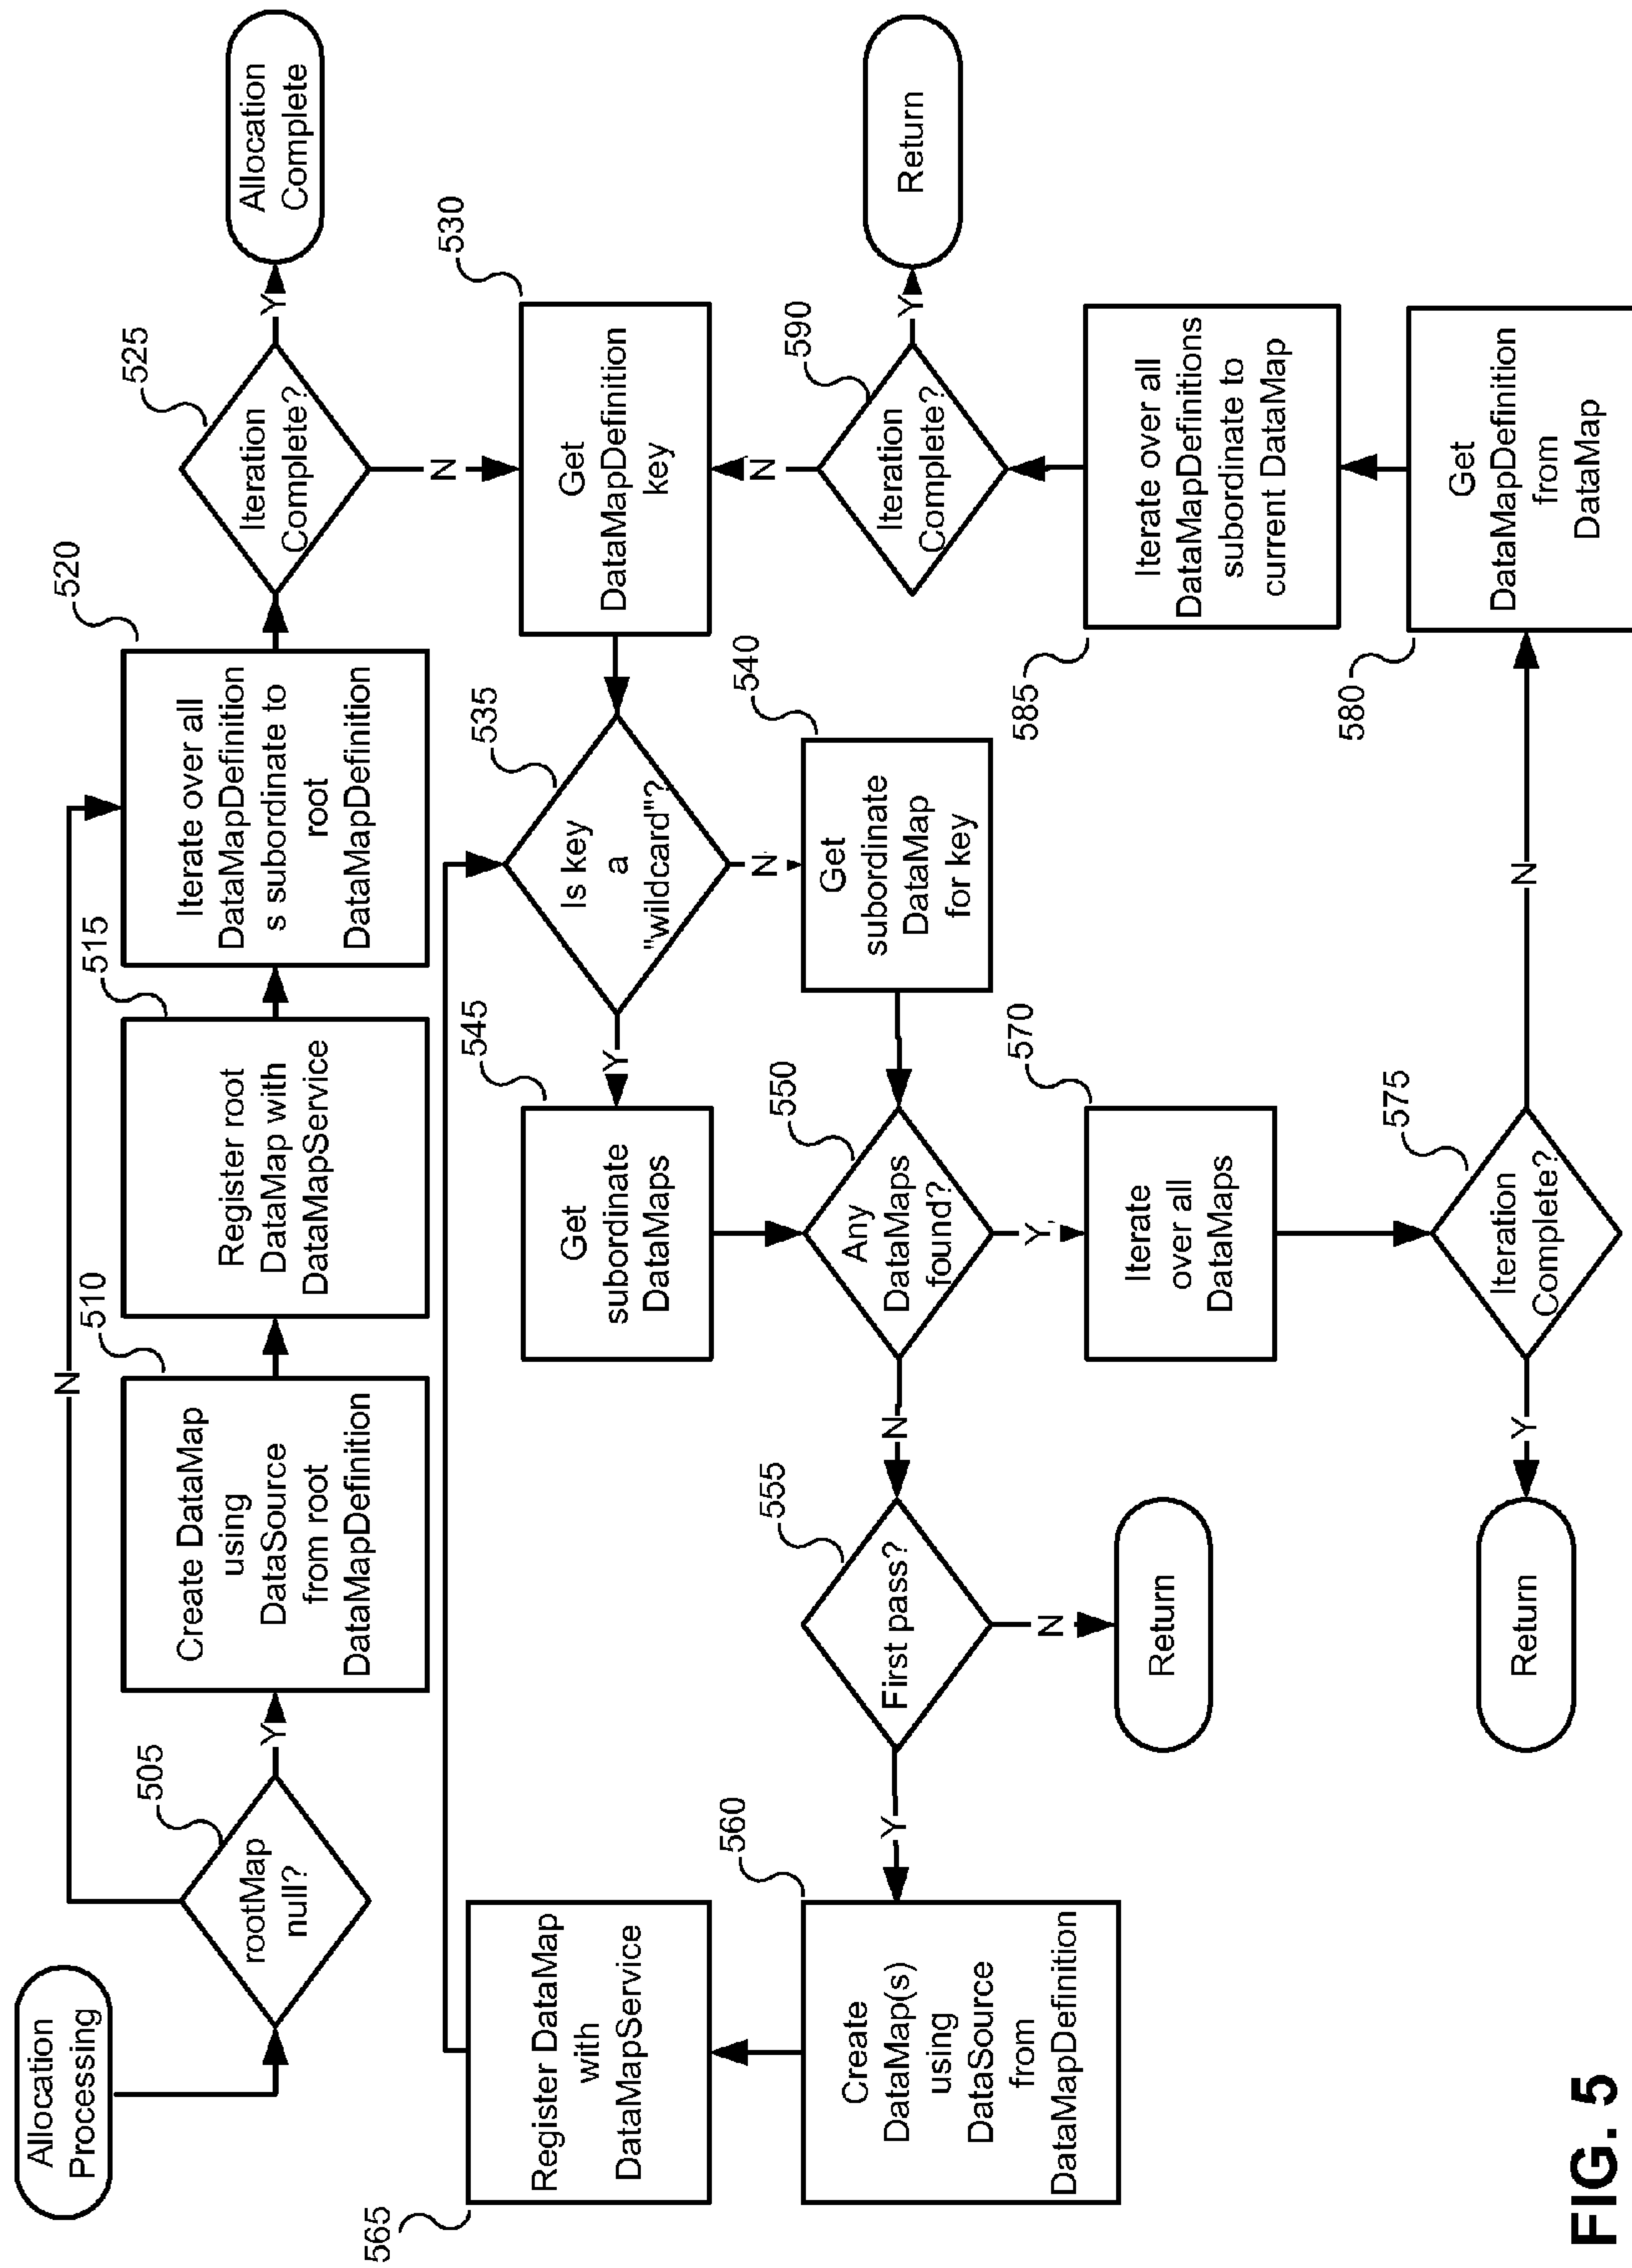 Allocation
Processing
505
rootMap
null?
Y
N
510
Create DataMap
using
DataSource
from root
DataMapDefinition
515
Register root
DataMap with
DataMapService
520
Iterate over all
DataMapDefinition
s subordinate to
root
DataMapDefinition
525
Iteration
Complete?
Y
Allocation
Complete
N
530
Get
DataMapDefinition
key
535
Is key
a
"wildcard"?
Y
N
540
Get
subordinate
DataMap
for key
545
Get
subordinate
DataMaps
550
Any
DataMaps
found?
N
Y
555
First pass?
Y
N
Return
560
Create
DataMap(s)
using
DataSource
from
DataMapDefinition
565
Register DataMap
with
DataMapService
570
Iterate
over all
DataMaps
575
Iteration
Complete?
Y
Return
N
580
Get
DataMapDefinition
from
DataMap
585
Iterate over all
DataMapDefinitions
subordinate to
current DataMap
590
Iteration
Complete?
N
Y
Return
FIG. 5